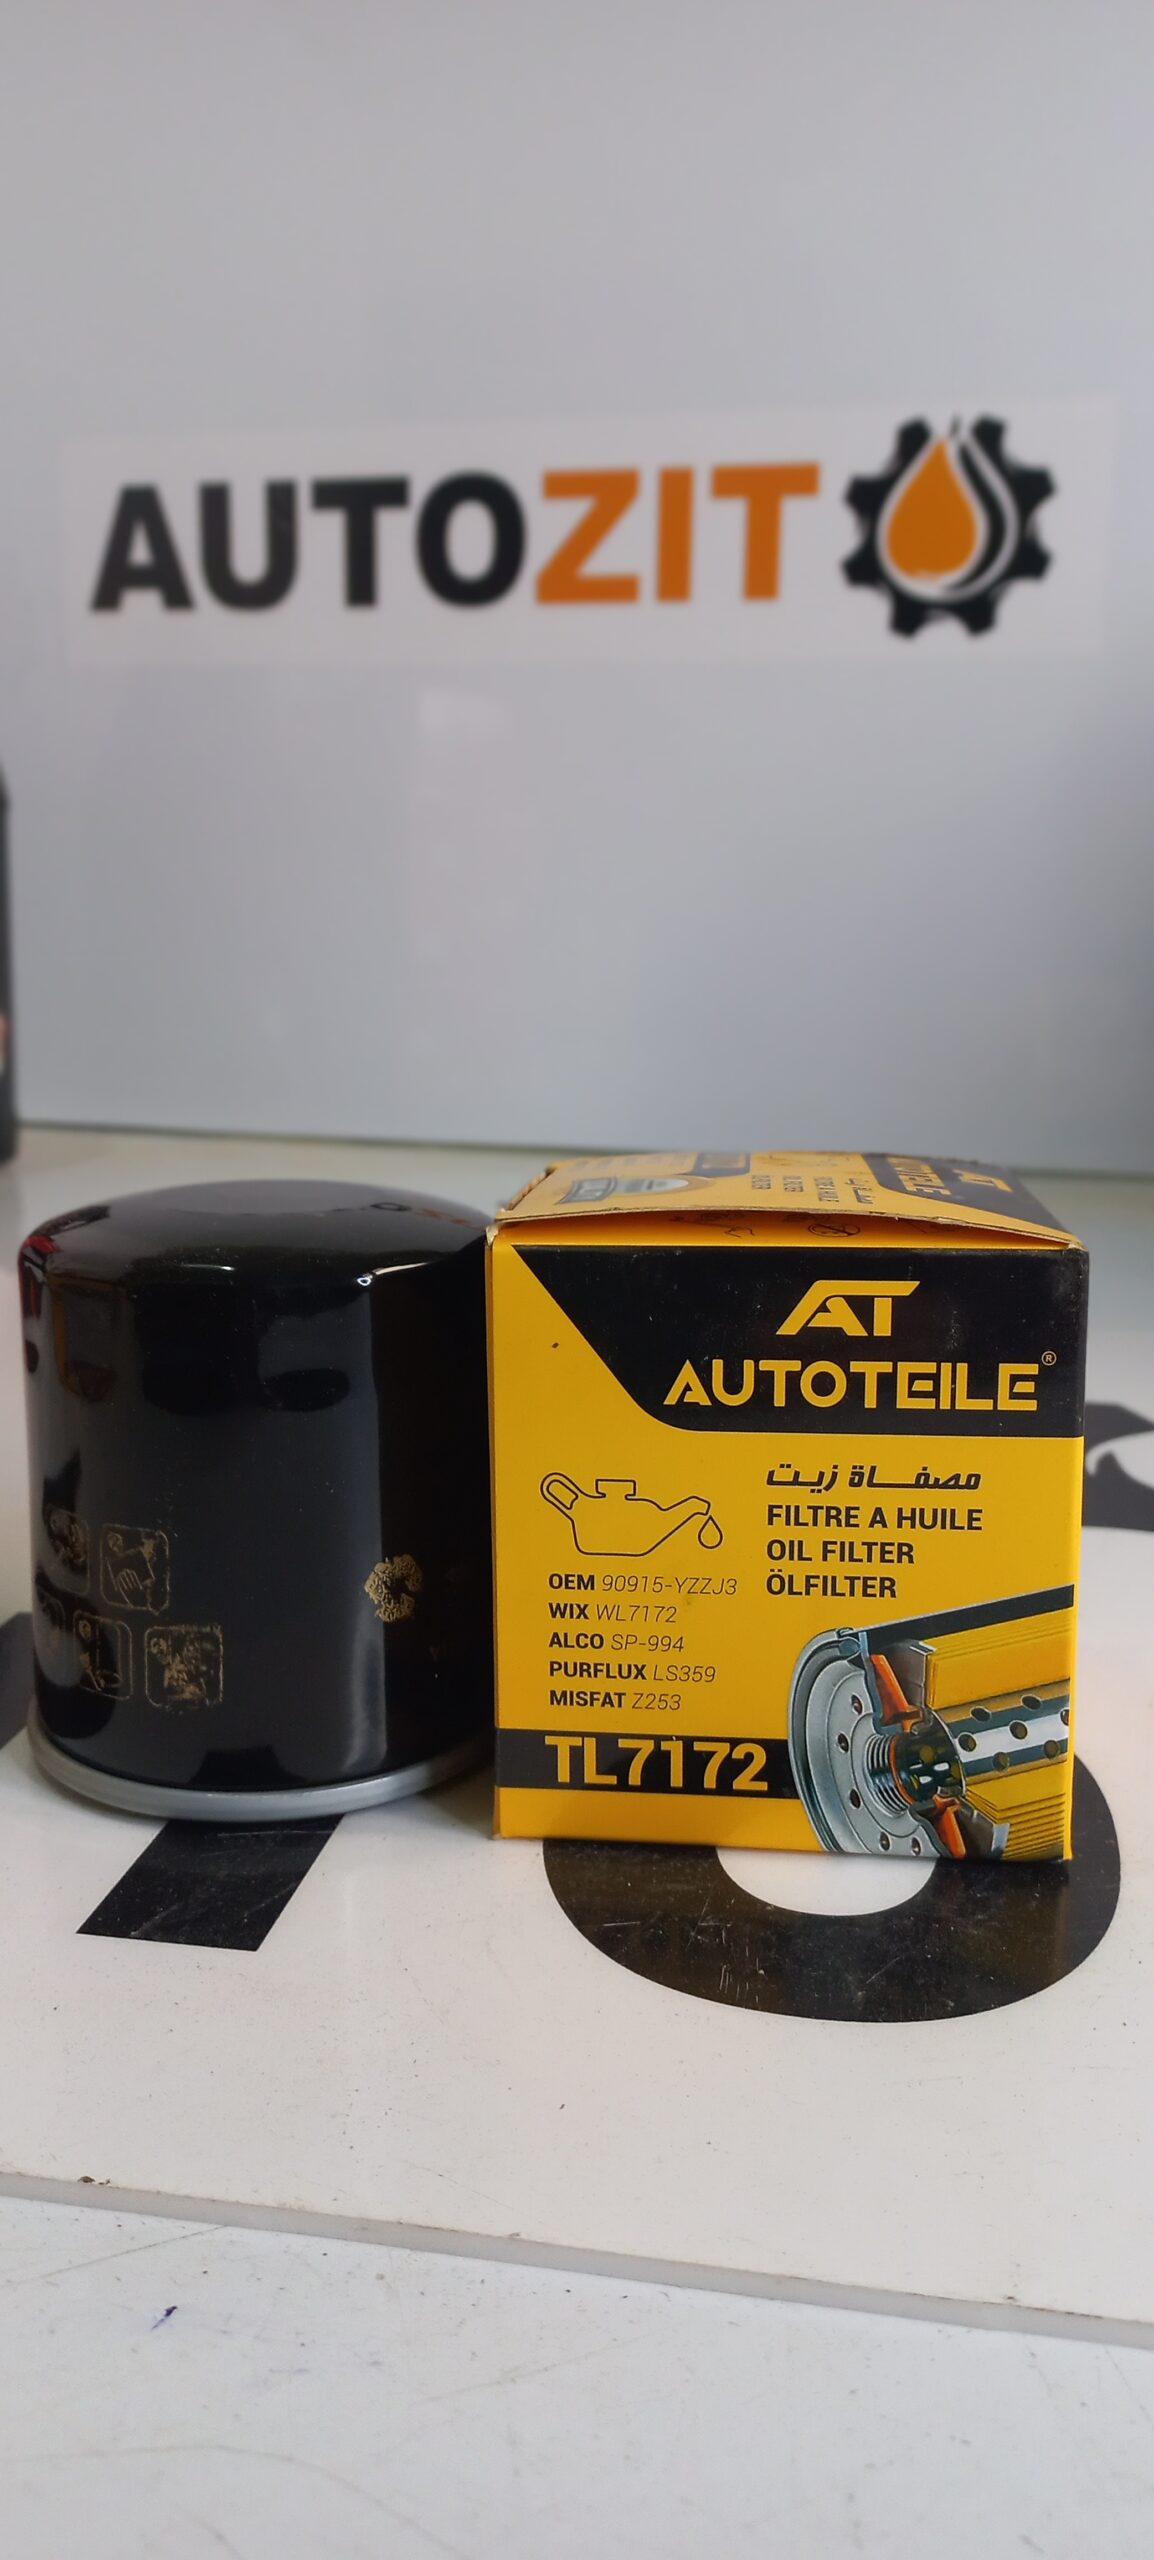 AUTOZIT
AT
AUTOTEILE®
مصفاة زيت
FILTRE A HUILE
OIL FILTER
ÖLFILTER
OEM 90915-YZZJ3
WIX WL7172
ALCO SP-994
PURFLUX LS359
MISFAT Z253
TL7172